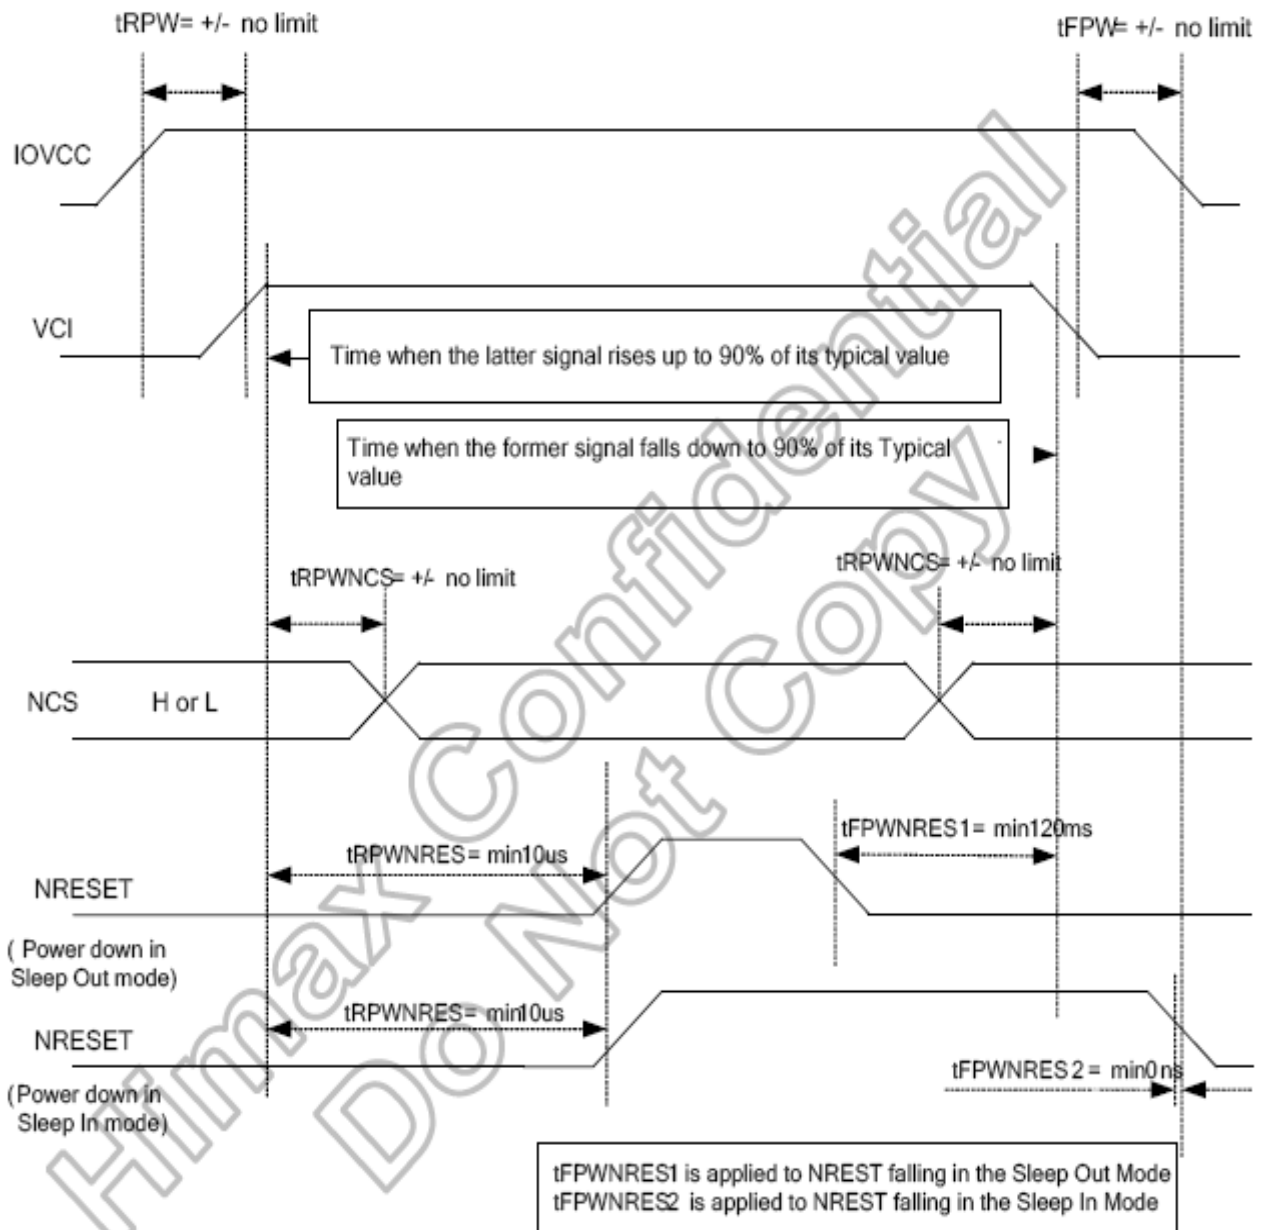 tRPW= +/- no limit
tFPW= +/- no limit
IOVCC
VCI
Time when the latter signal rises up to 90% of its typical value
Time when the former signal falls down to 90% of its Typical
value
tRPWNCS= +/- no limit
tRPWNCS= +/- no limit
NCS
H or L
tFPWNRES1= min120ms
tRPWNRES= min10us
NRESET
( Power down in
Sleep Out mode)
tRPWNRES= min10us
NRESET
tFPWNRES2 = min0ns
(Power down in
Sleep In mode)
tFPWNRES1 is applied to NREST falling in the Sleep Out Mode
tFPWNRES2 is applied to NREST falling in the Sleep In Mode
Himax Confidential
Do Not Copy